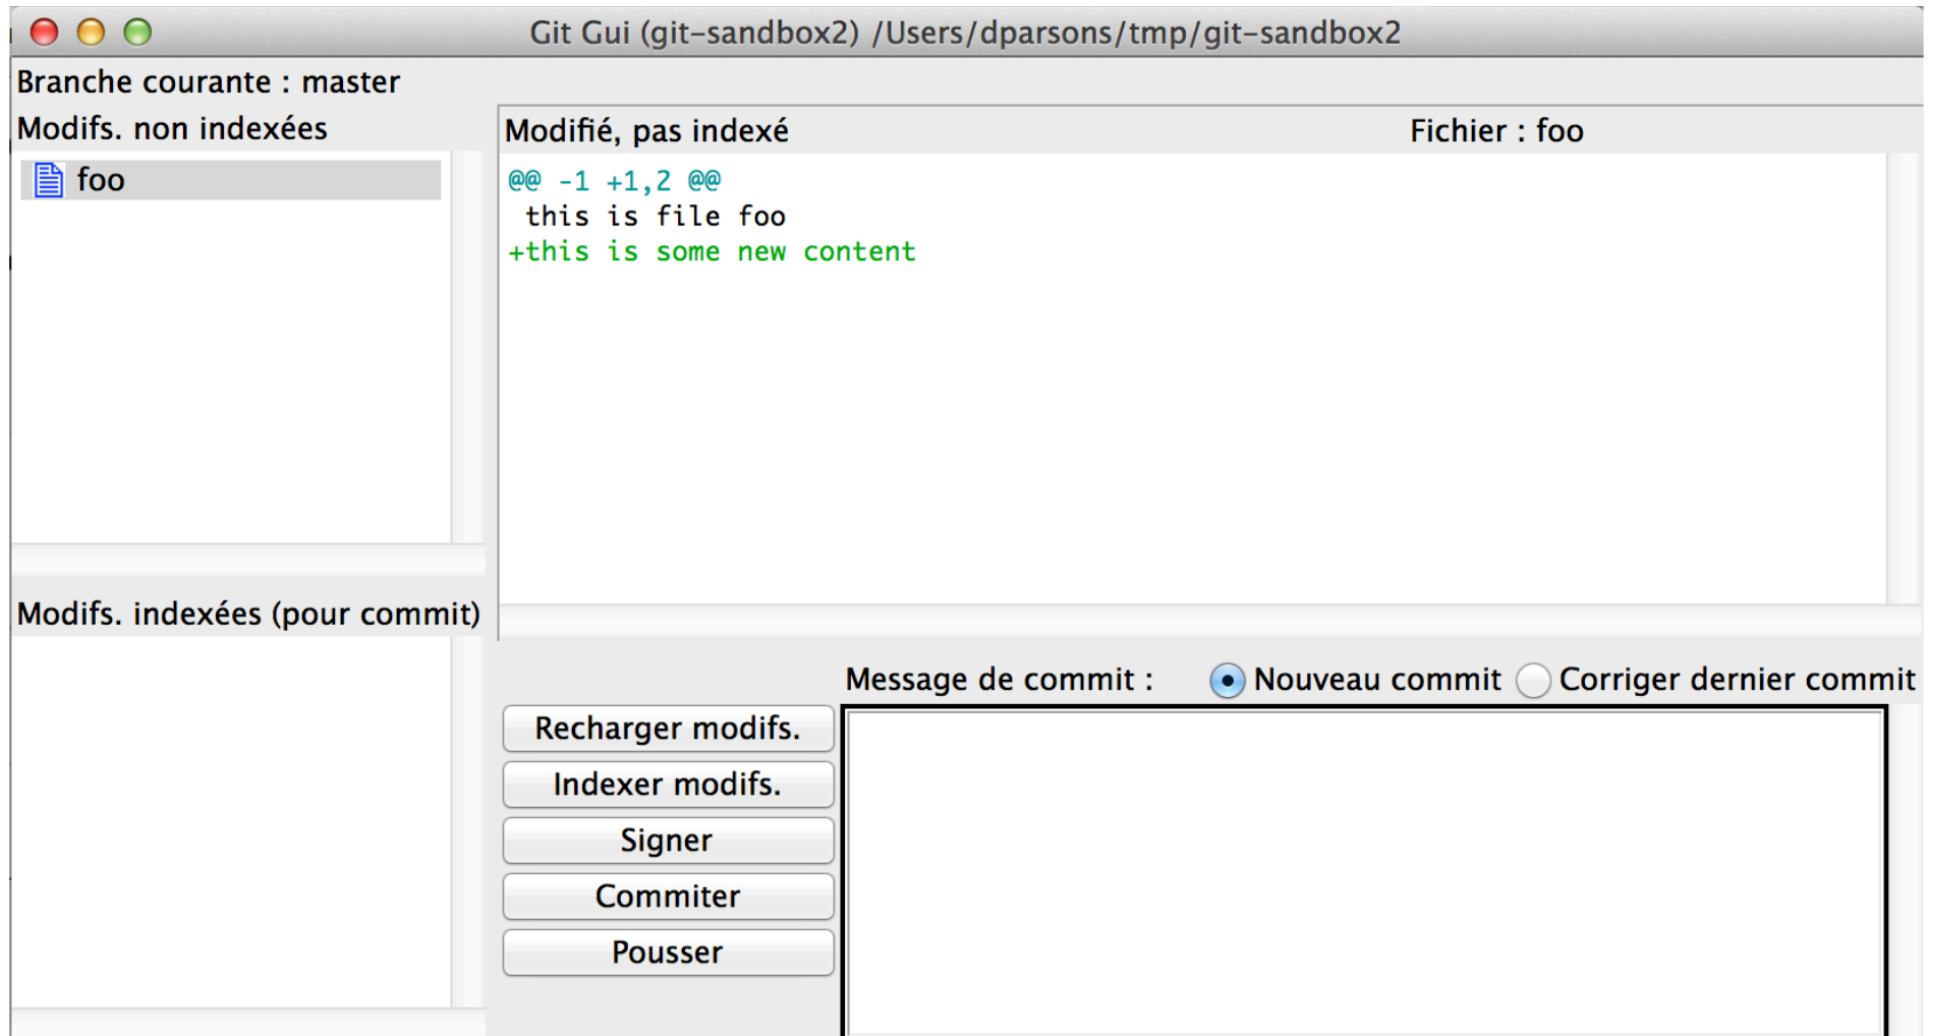 Git Gui (git-sandbox2) /Users/dparsons/tmp/git-sandbox2
Branche courante : master
Modifs. non indexées
foo
Modifié, pas indexé Fichier : foo
@@ -1 +1,2 @@
this is file foo
+this is some new content
Modifs. indexées (pour commit)
Message de commit : Nouveau commit Corriger dernier commit
Recharger modifs.
Indexer modifs.
Signer
Commiter
Pousser